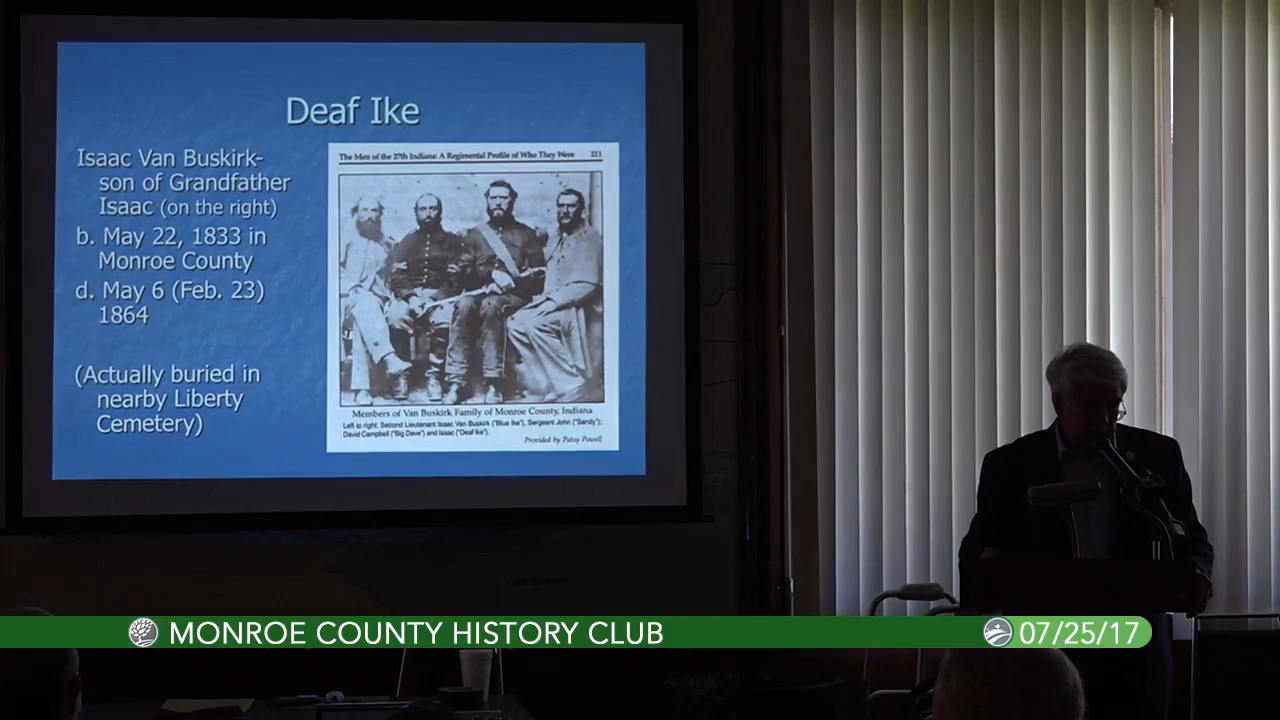 Deaf Ike
Isaac Van Buskirk-
son of Grandfather
Isaac (on the right)
b. May 22, 1833 in
Monroe County
d. May 6 (Feb. 23)
1864
(Actually buried in
nearby Liberty
Cemetery)
The Men of the 27th Indiana: A Regimental Profile of Who They Were 211
Members of Van Buskirk Family of Monroe County, Indiana
Left to right: Second Lieutenant Isaac Van Buskirk ("Blue Ike"), Sergeant John ("Sandy");
David Campbell ("Big Dave") and Isaac ("Deaf Ike").
Provided by Patsy Powell
MONROE COUNTY HISTORY CLUB
07/25/17